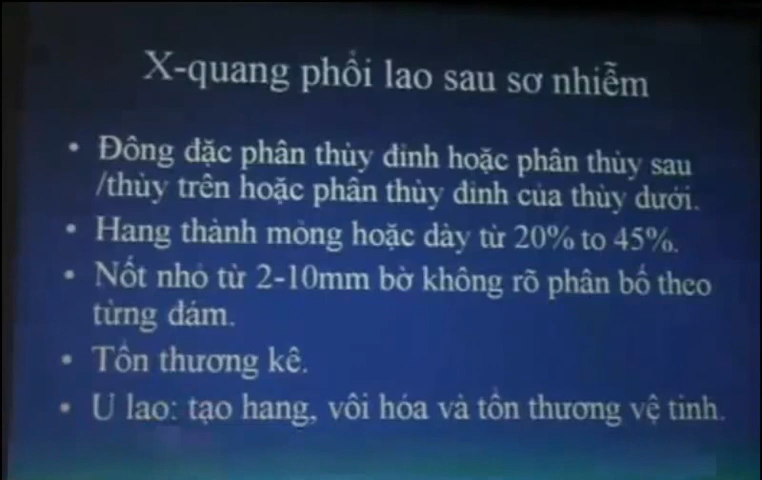 X-quang phổi lao sau sơ nhiễm
• Đông đặc phân thùy đỉnh hoặc phân thùy sau
/thùy trên hoặc phân thùy đỉnh của thùy dưới.
• Hang thành mỏng hoặc dày từ 20% to 45%.
• Nốt nhỏ từ 2-10mm bờ không rõ phân bố theo
từng đám.
• Tổn thương kê.
• U lao: tạo hang, vôi hóa và tổn thương vệ tinh.